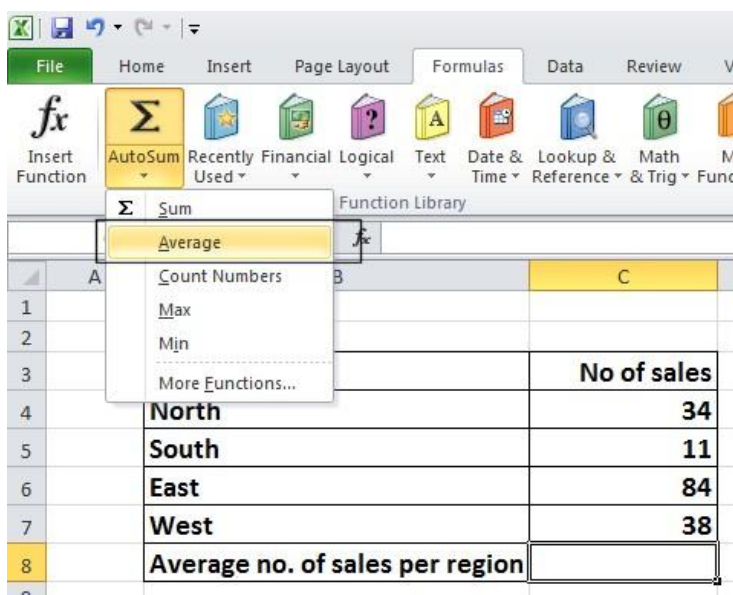 File Home Insert Page Layout Formulas Data Review V
fx Σ ? A θ
Insert AutoSum Recently Financial Logical Text Date & Lookup & Math M
Function Used Time Reference & Trig Func
Function Library
Σ Sum
Average
fx
Count Numbers
Max
Min
More Functions...
A B C
1
2
3 No of sales
4 North 34
5 South 11
6 East 84
7 West 38
8 Average no. of sales per region